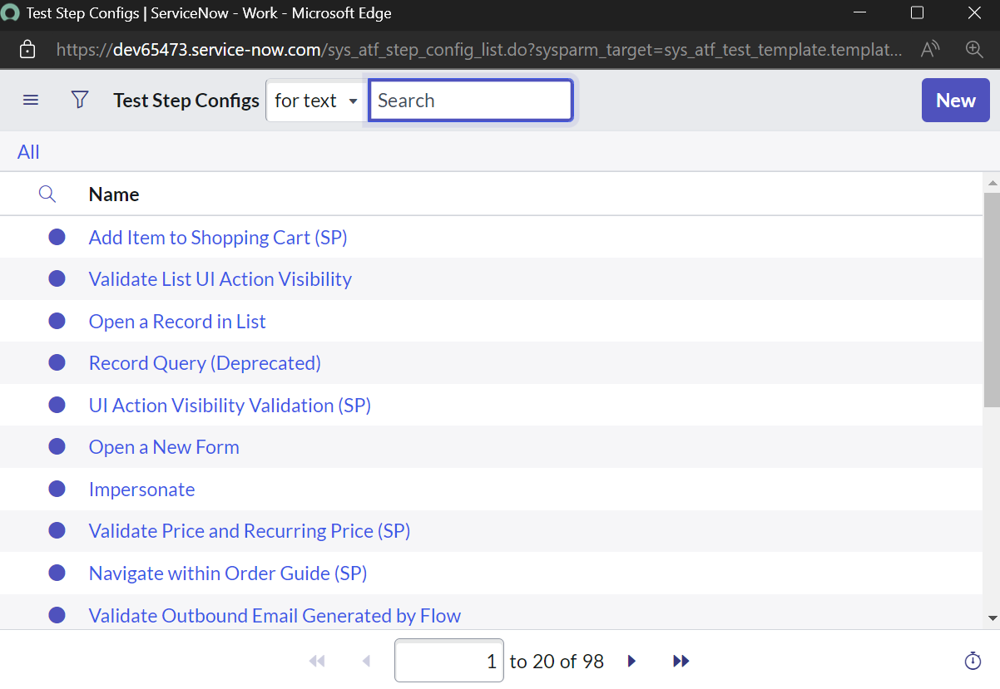 Test Step Configs | ServiceNow - Work - Microsoft Edge
https://dev65473.service-now.com/sys_atf_step_config_list.do?sysparm_target=sys_atf_test_template.templat...
Test Step Configs for text Search New
All
Name
Add Item to Shopping Cart (SP)
Validate List UI Action Visibility
Open a Record in List
Record Query (Deprecated)
UI Action Visibility Validation (SP)
Open a New Form
Impersonate
Validate Price and Recurring Price (SP)
Navigate within Order Guide (SP)
Validate Outbound Email Generated by Flow
1 to 20 of 98